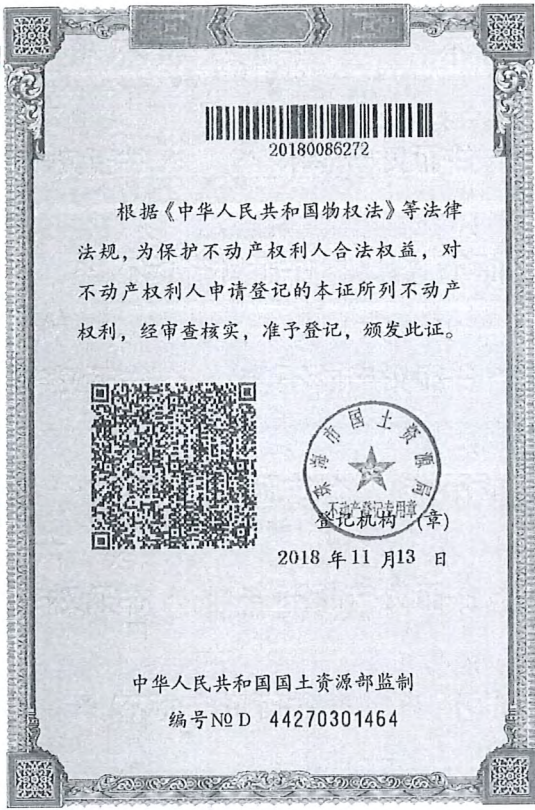 20180086272
根据《中华人民共和国物权法》等法律
法规，为保护不动产权利人合法权益，对
不动产权利人申请登记的本证所列不动产
权利，经审查核实，准予登记，颁发此证。
珠海市国土资源局
不动产登记专用章
登记机构（章）
2018 年 11 月 13 日
中华人民共和国国土资源部监制
编号№ D 44270301464